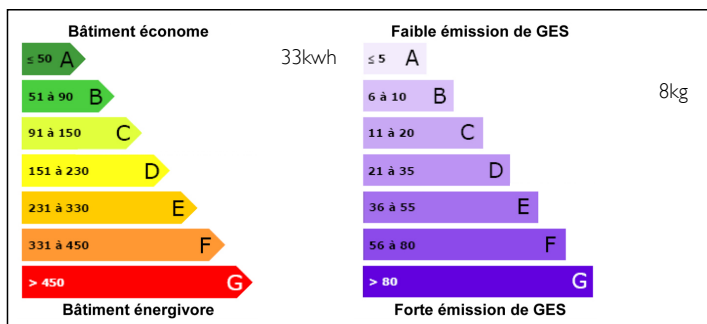 Bâtiment économe
≤ 50 A
33kwh
51 à 90 B
91 à 150 C
151 à 230 D
231 à 330 E
331 à 450 F
> 450 G
Bâtiment énergivore
Faible émission de GES
≤ 5 A
6 à 10 B
8kg
11 à 20 C
21 à 35 D
36 à 55 E
56 à 80 F
> 80 G
Forte émission de GES